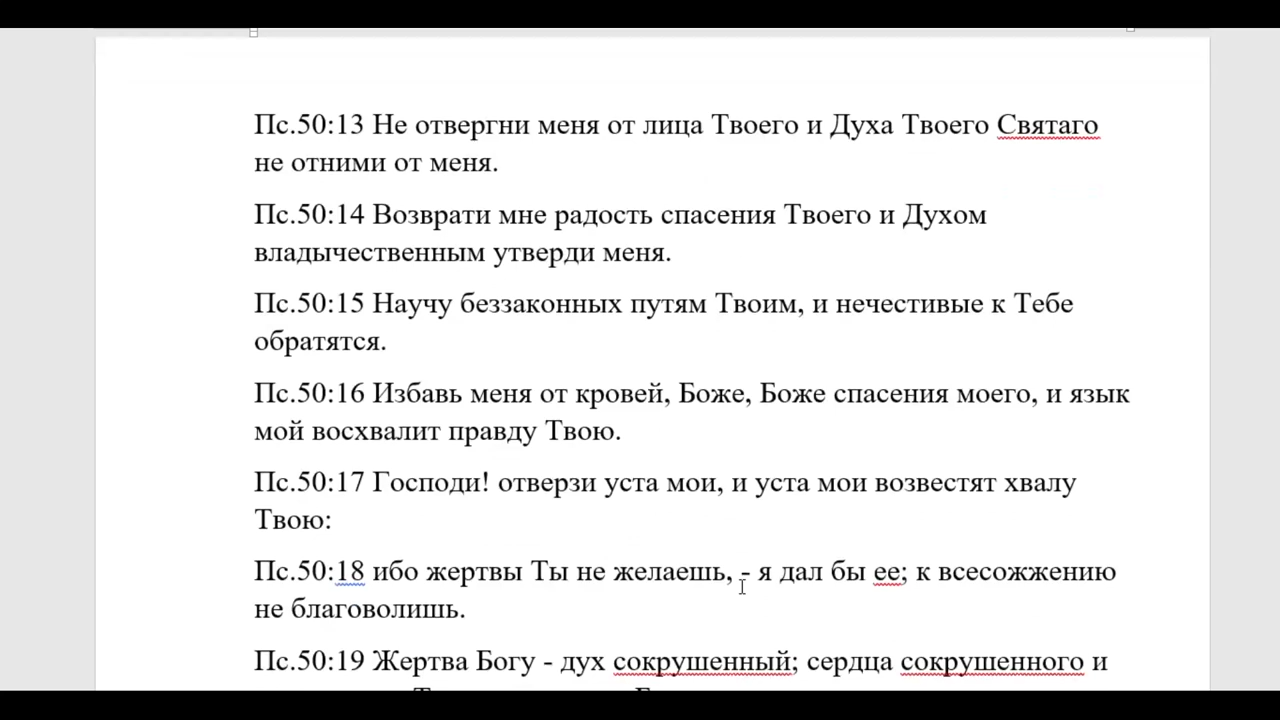 Пс.50:13 Не отвергни меня от лица Твоего и Духа Твоего Святаго
не отними от меня.
Пс.50:14 Возврати мне радость спасения Твоего и Духом
владычественным утверди меня.
Пс.50:15 Научу беззаконных путям Твоим, и нечестивые к Тебе
обратятся.
Пс.50:16 Избавь меня от кровей, Боже, Боже спасения моего, и язык
мой восхвалит правду Твою.
Пс.50:17 Господи! отверзи уста мои, и уста мои возвестят хвалу
Твою:
Пс.50:18 ибо жертвы Ты не желаешь, - я дал бы ее; к всесожжению
не благоволишь.
Пс.50:19 Жертва Богу - дух сокрушенный; сердца сокрушенного и